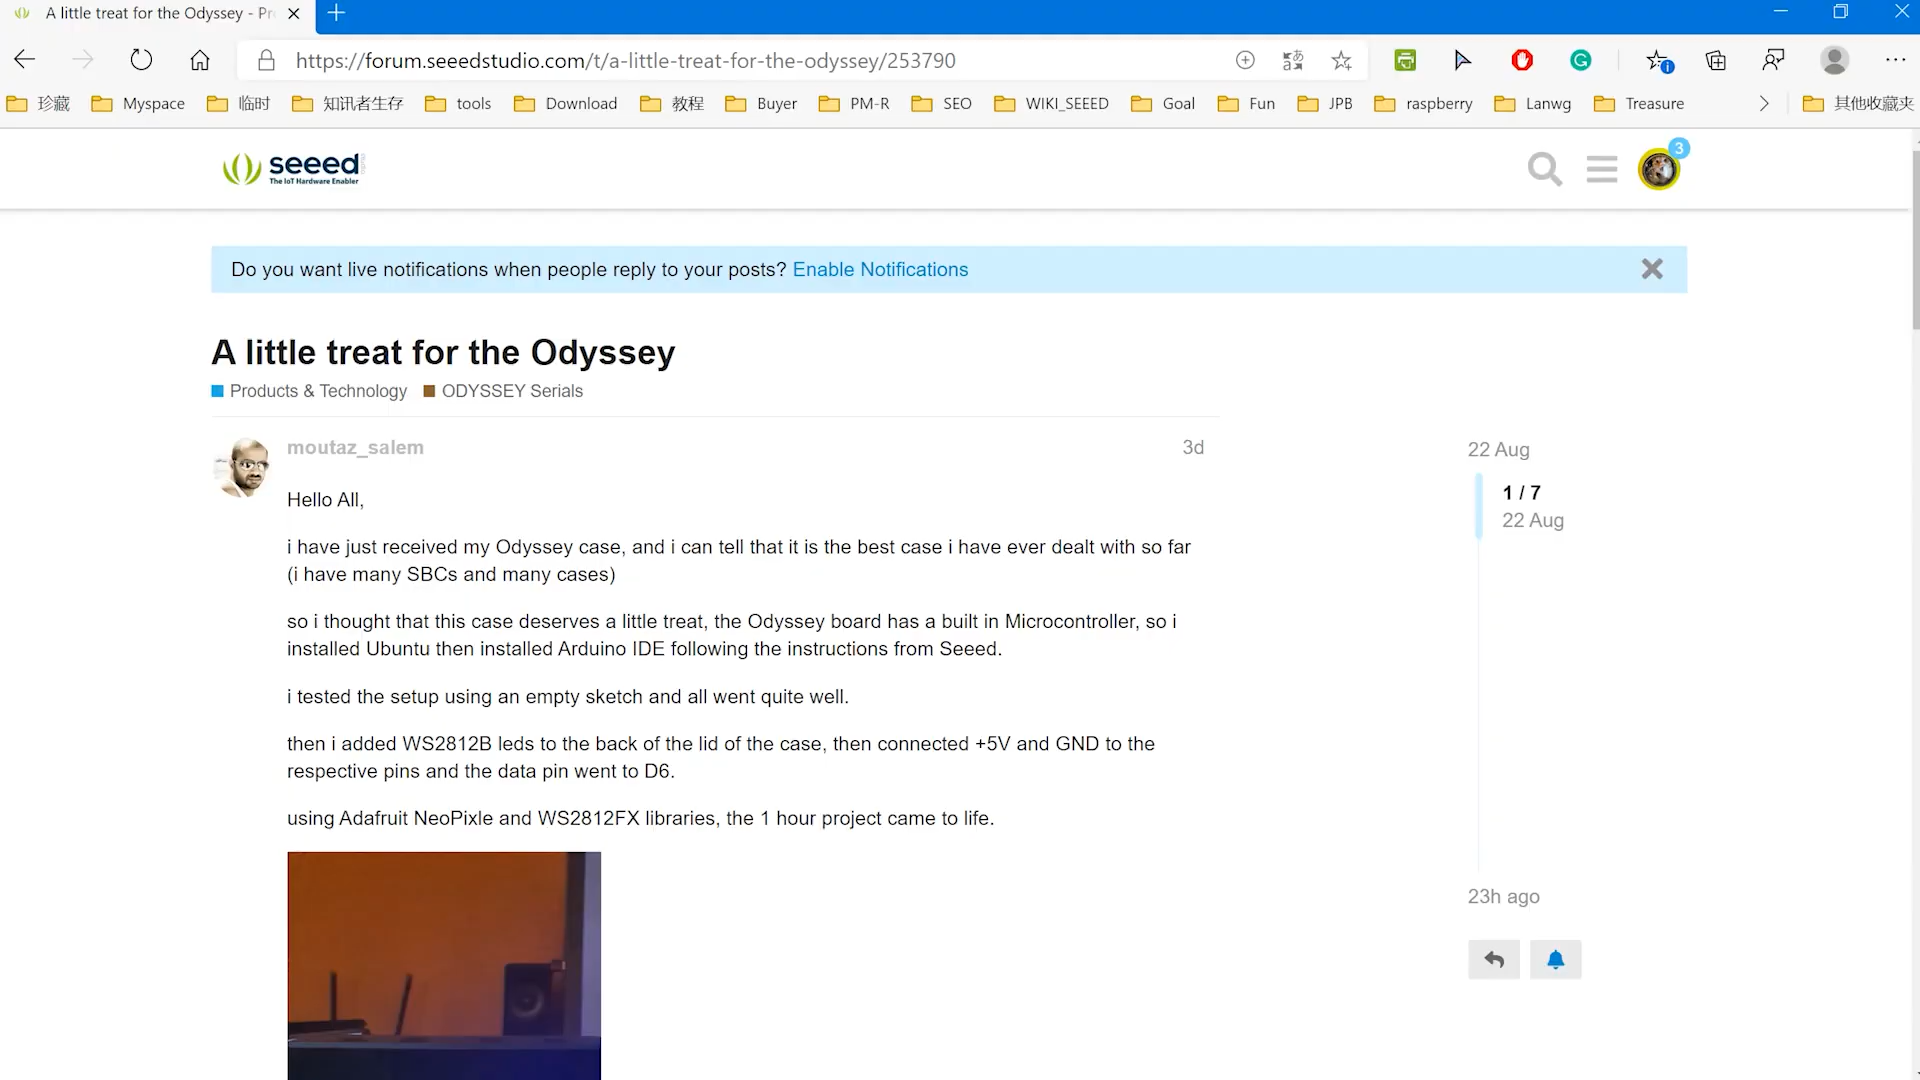 A little treat for the Odyssey - Pr
https://forum.seeedstudio.com/t/a-little-treat-for-the-odyssey/253790
珍藏 Myspace 临时 知讯者生存 tools Download 教程 Buyer PM-R SEO WIKI_SEEED Goal Fun JPB raspberry Lanwg Treasure 其他收藏夹
seeed
The IoT Hardware Enabler
3
Do you want live notifications when people reply to your posts? Enable Notifications
A little treat for the Odyssey
Products & Technology ODYSSEY Serials
moutaz_salem 3d
Hello All,
i have just received my Odyssey case, and i can tell that it is the best case i have ever dealt with so far
(i have many SBCs and many cases)
so i thought that this case deserves a little treat, the Odyssey board has a built in Microcontroller, so i
installed Ubuntu then installed Arduino IDE following the instructions from Seeed.
i tested the setup using an empty sketch and all went quite well.
then i added WS2812B leds to the back of the lid of the case, then connected +5V and GND to the
respective pins and the data pin went to D6.
using Adafruit NeoPixle and WS2812FX libraries, the 1 hour project came to life.
22 Aug
1 / 7
22 Aug
23h ago